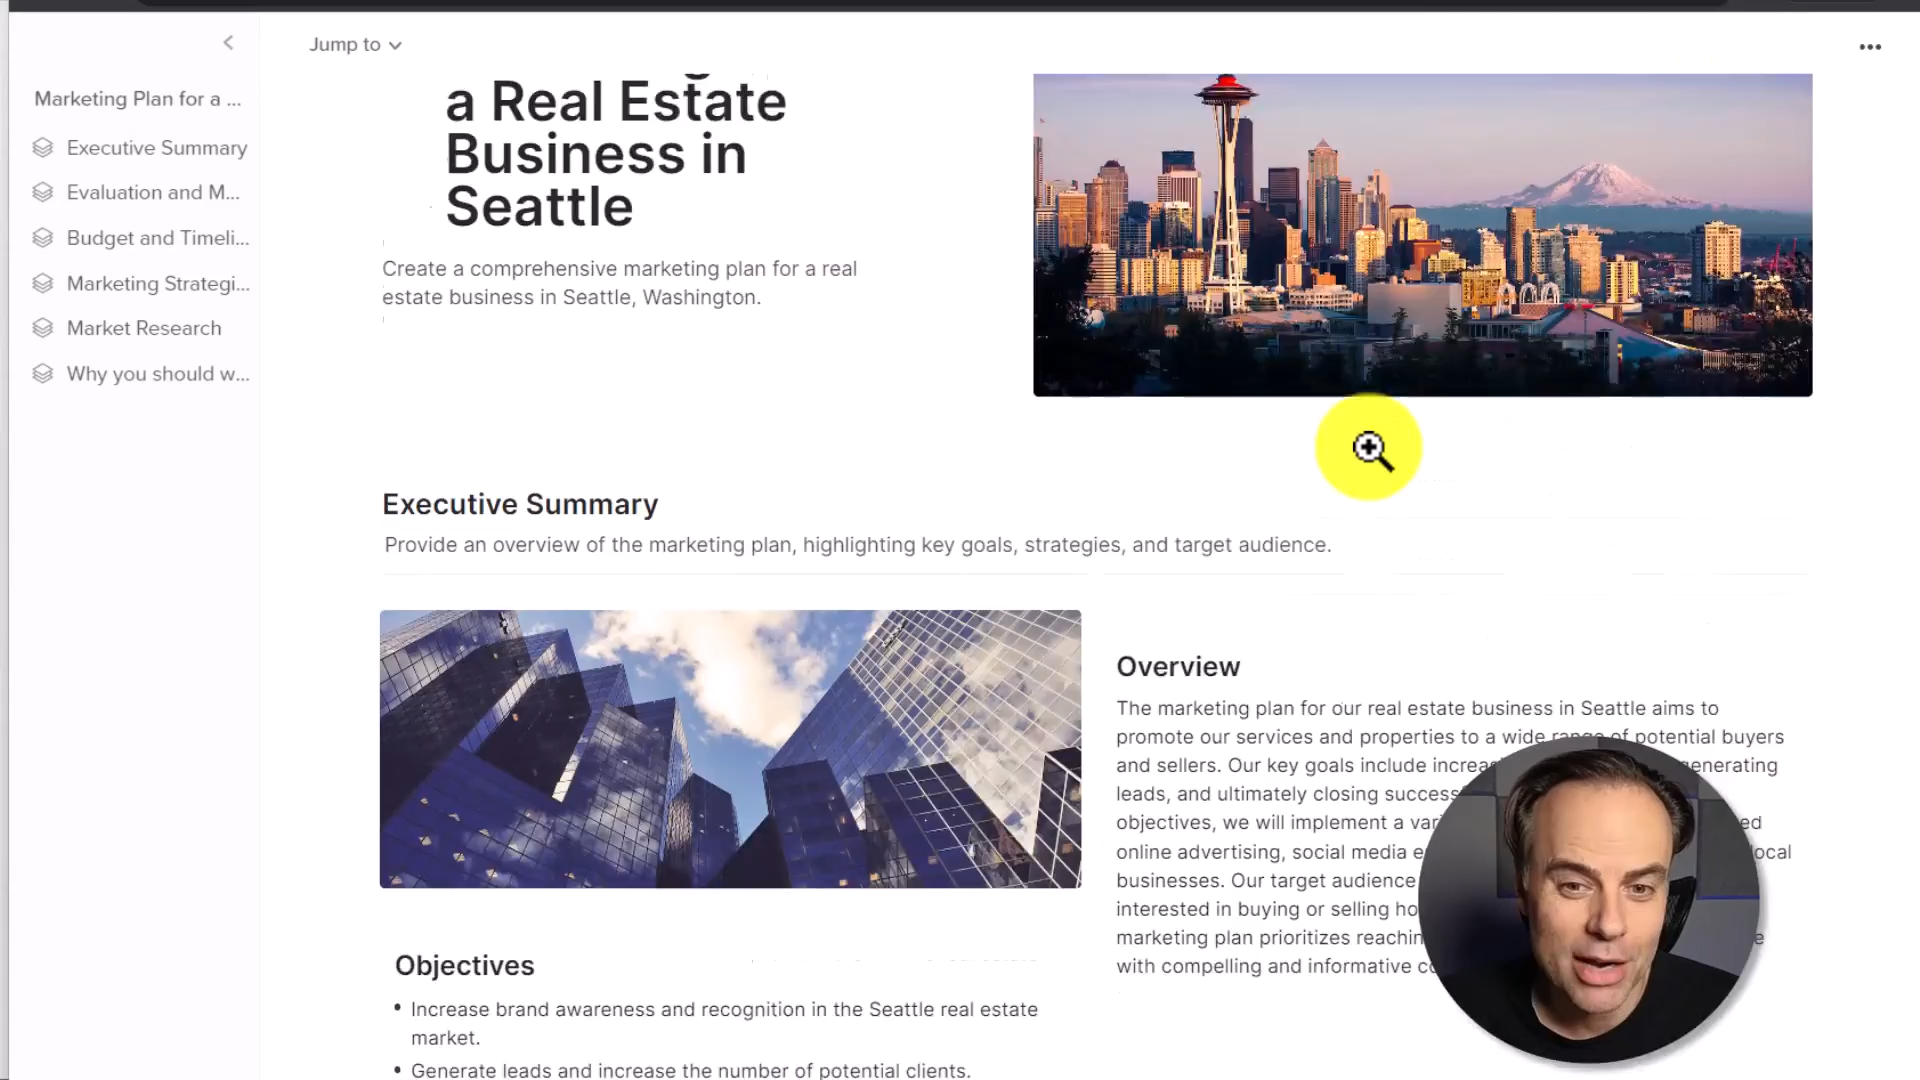 Jump to
Marketing Plan for a ...
Executive Summary
Evaluation and M...
Budget and Timeli...
Marketing Strategi...
Market Research
Why you should w...
a Real Estate
Business in
Seattle
Create a comprehensive marketing plan for a real
estate business in Seattle, Washington.
Executive Summary
Provide an overview of the marketing plan, highlighting key goals, strategies, and target audience.
Overview
The marketing plan for our real estate business in Seattle aims to
promote our services and properties to a wide range of potential buyers
and sellers. Our key goals include generating
leads, and ultimately closing
objectives, we will implement a
online advertising, social media local
businesses. Our target audience
interested in buying or selling
marketing plan prioritizes
with compelling and informative
Objectives
• Increase brand awareness and recognition in the Seattle real estate
market.
• Generate leads and increase the number of potential clients.